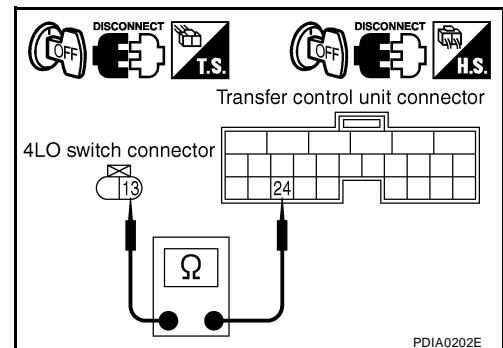 OFF DISCONNECT T.S.
OFF DISCONNECT H.S.
Transfer control unit connector
4LO switch connector
13
24
Ω
PDIA0202E